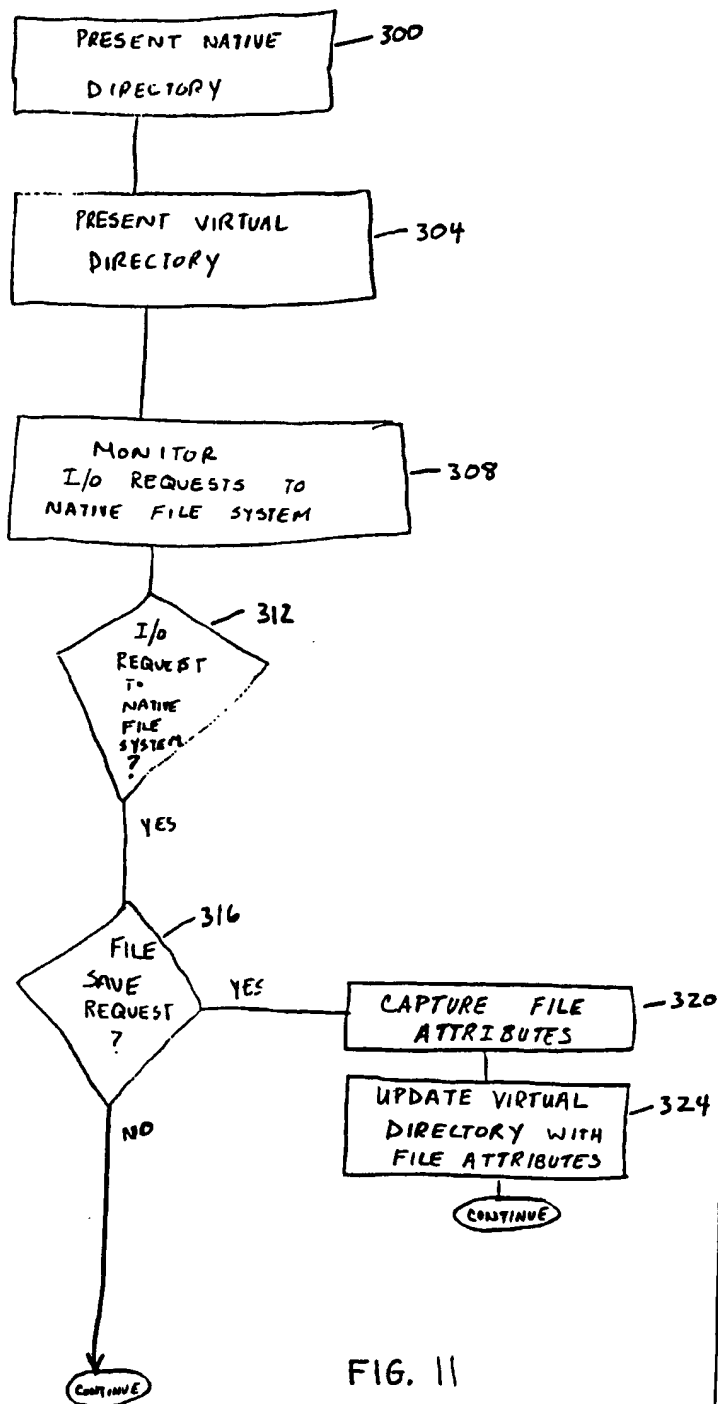 PRESENT NATIVE
DIRECTORY
300
PRESENT VIRTUAL
DIRECTORY
304
MONITOR
I/O REQUESTS TO
NATIVE FILE SYSTEM
308
312
I/O
REQUEST
TO
NATIVE
FILE
SYSTEM
?
YES
316
FILE
SAVE
REQUEST
?
YES
CAPTURE FILE
ATTRIBUTES
320
UPDATE VIRTUAL
DIRECTORY WITH
FILE ATTRIBUTES
324
CONTINUE
NO
CONTINUE
FIG. 11